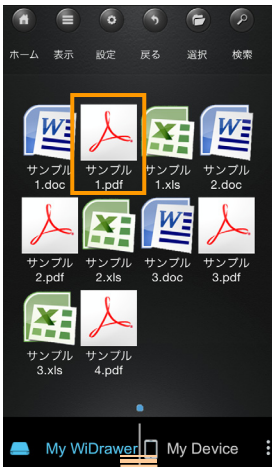 ホーム 表示 設定 戻る 選択 検索
サンプル サンプル サンプル サンプル
1.doc 1.pdf 1.xls 2.doc
サンプル サンプル サンプル サンプル
2.pdf 2.xls 3.doc 3.pdf
サンプル サンプル
3.xls 4.pdf
My WiDrawer My Device